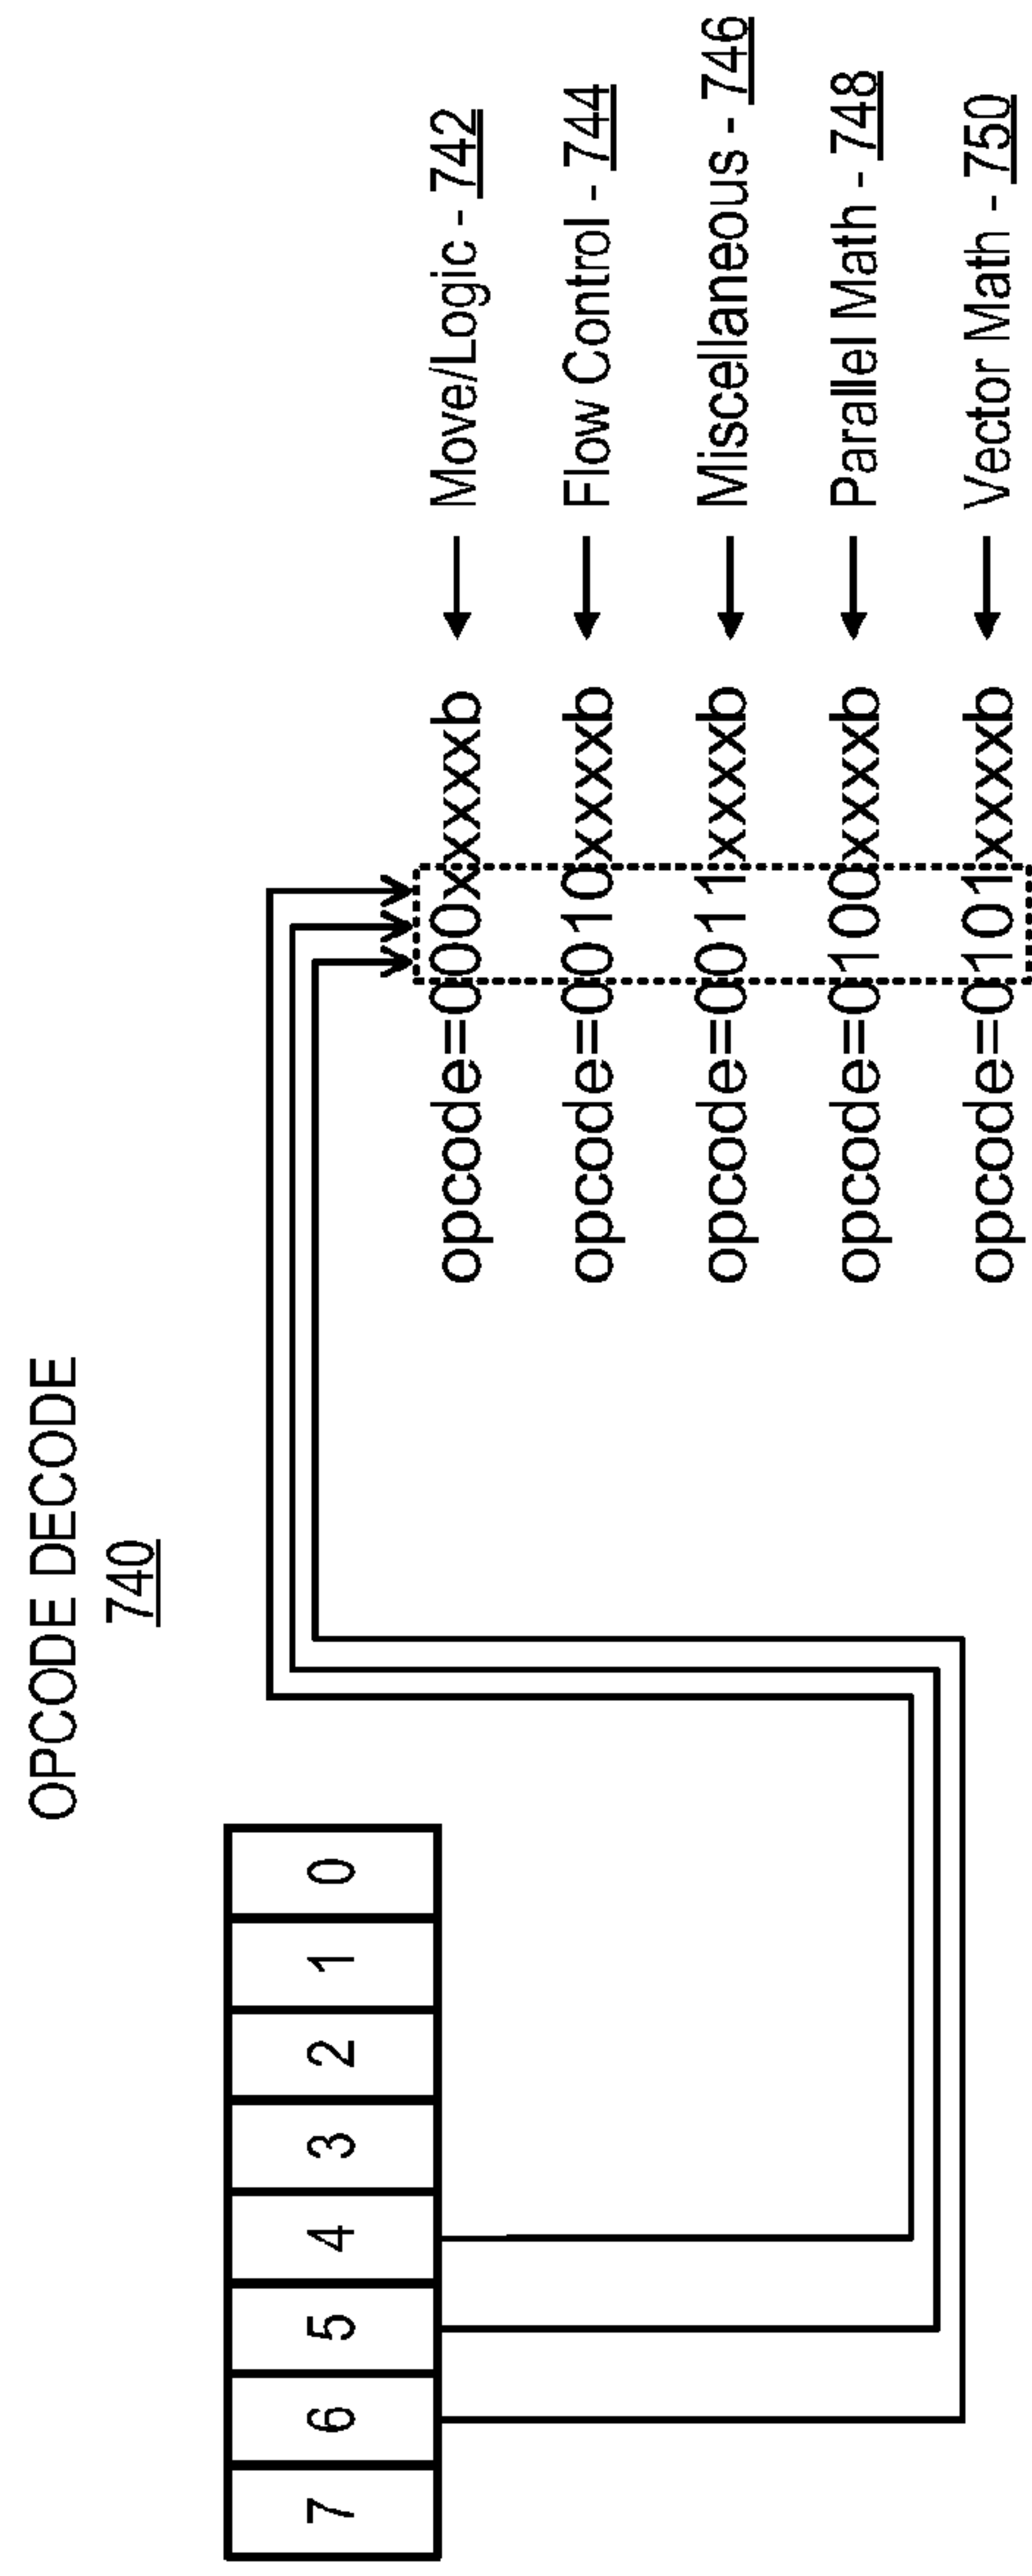 OPCODE DECODE
740
7 6 5 4 3 2 1 0
opcode=000xxxxxb ← Move/Logic - 742
opcode=0010xxxxb ← Flow Control - 744
opcode=0011xxxxb ← Miscellaneous - 746
opcode=0100xxxxb ← Parallel Math - 748
opcode=0101xxxxb ← Vector Math - 750